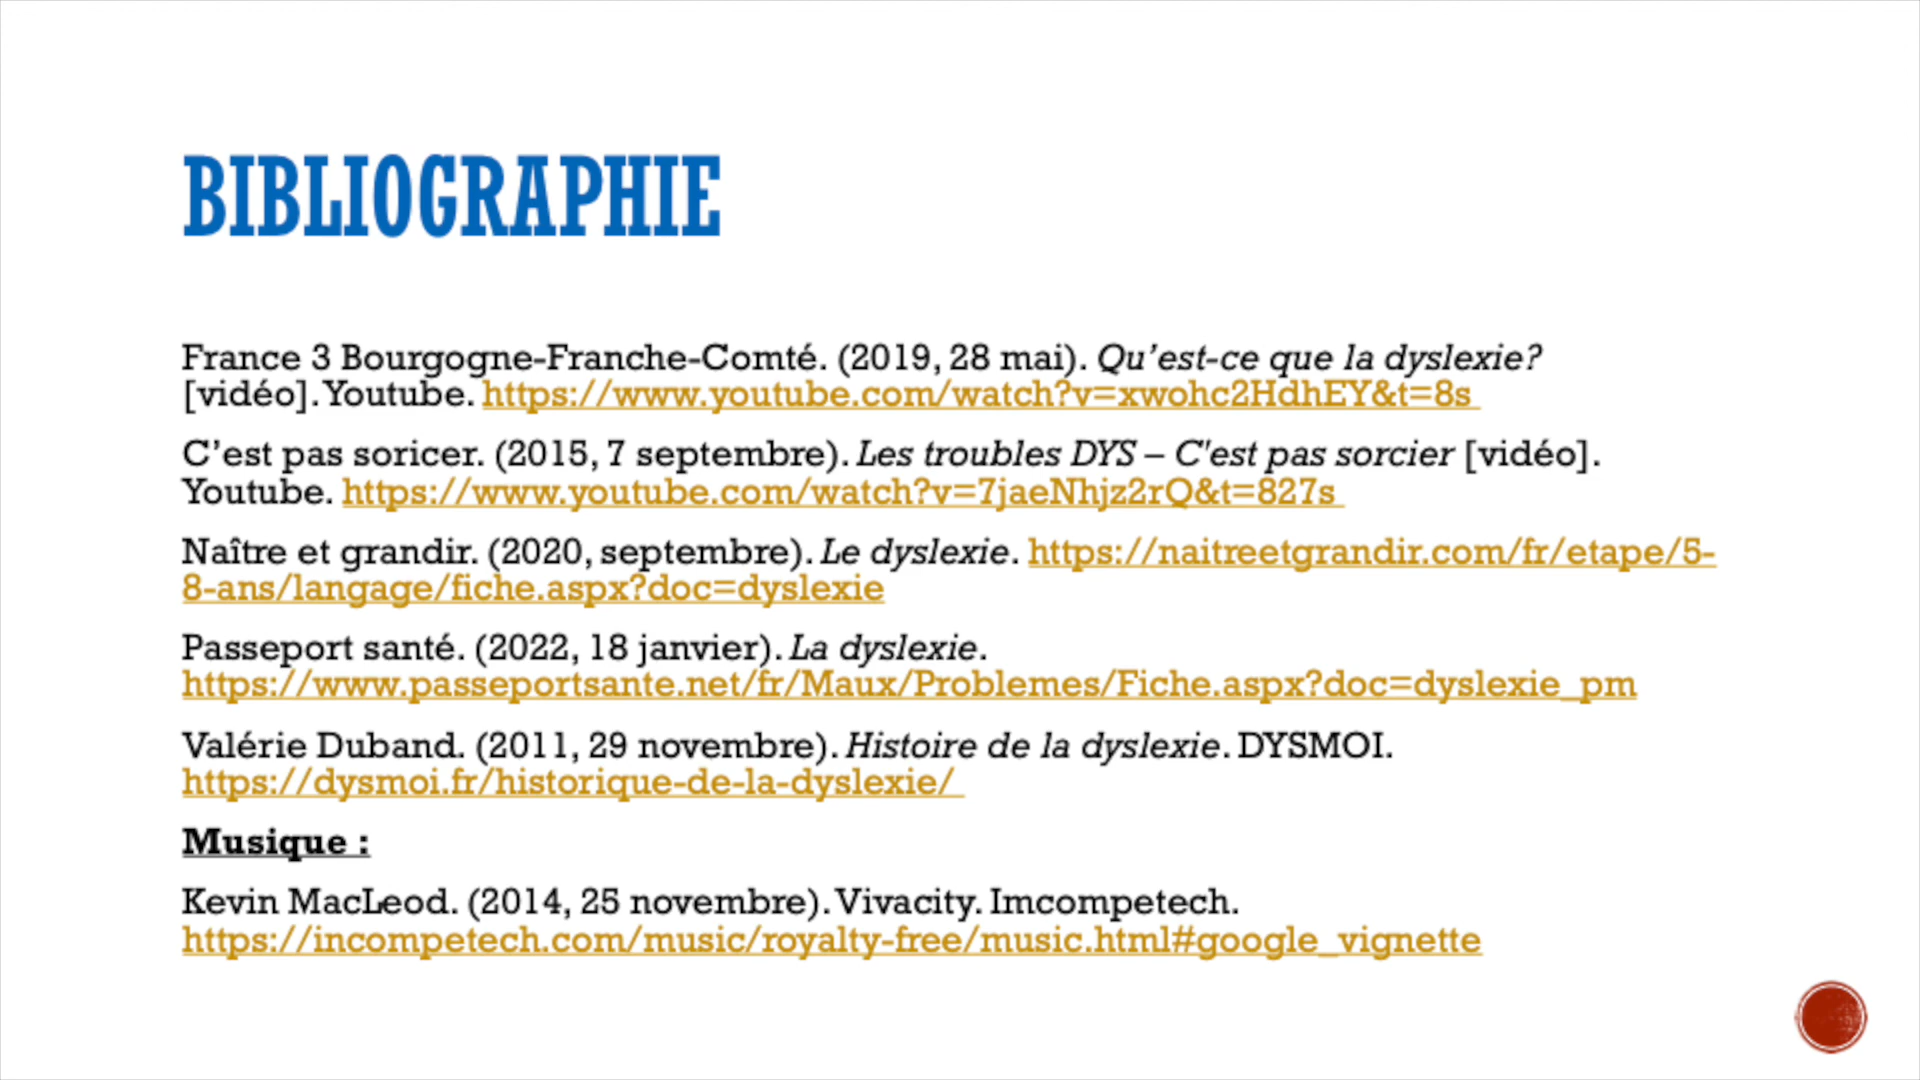 BIBLIOGRAPHIE
France 3 Bourgogne-Franche-Comté. (2019, 28 mai). Qu’est-ce que la dyslexie?
[vidéo]. Youtube. https://www.youtube.com/watch?v=xwohc2HdhEY&t=8s
C’est pas soricer. (2015, 7 septembre). Les troubles DYS – C'est pas sorcier [vidéo].
Youtube. https://www.youtube.com/watch?v=7jaeNhjz2rQ&t=827s
Naître et grandir. (2020, septembre). Le dyslexie. https://naitreetgrandir.com/fr/etape/5-
8-ans/langage/fiche.aspx?doc=dyslexie
Passeport santé. (2022, 18 janvier). La dyslexie.
https://www.passeportsante.net/fr/Maux/Problemes/Fiche.aspx?doc=dyslexie_pm
Valérie Duband. (2011, 29 novembre). Histoire de la dyslexie. DYSMOI.
https://dysmoi.fr/historique-de-la-dyslexie/
Musique :
Kevin MacLeod. (2014, 25 novembre). Vivacity. Imcompetech.
https://incompetech.com/music/royalty-free/music.html#google_vignette